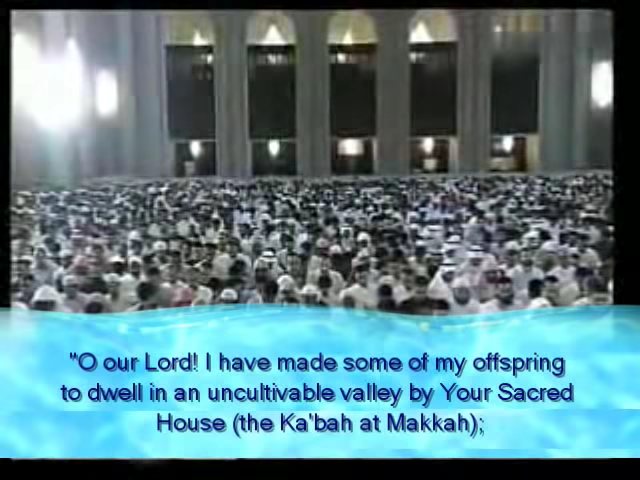 "O our Lord! I have made some of my offspring
to dwell in an uncultivable valley by Your Sacred
House (the Ka'bah at Makkah);